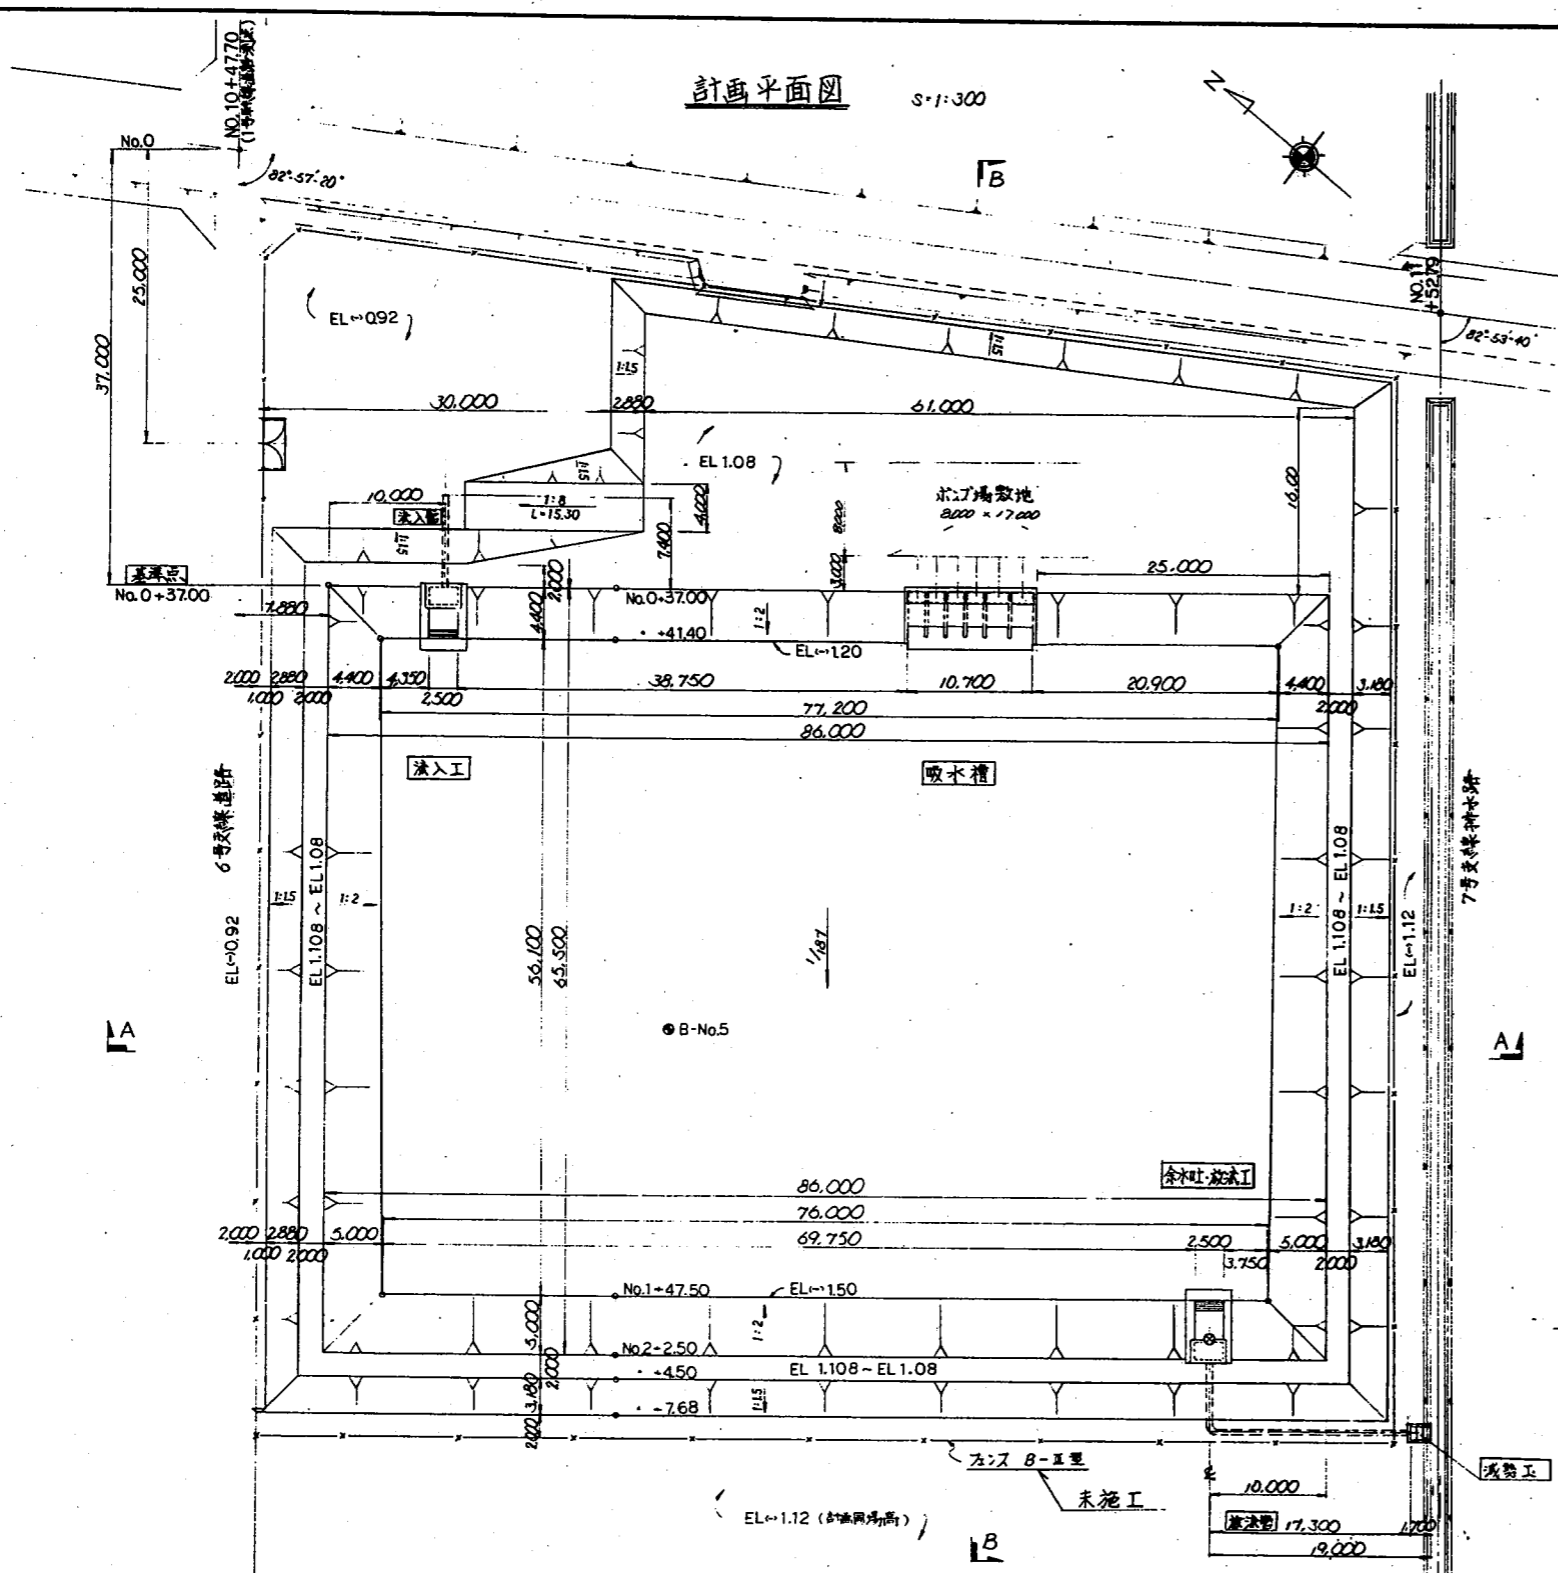 計画平面図
S=1:300
NO.10+47.70
No.0
82°-57'-20"
N
B
NO.11
+52.79
82°-53'-40"
25,000
37,000
EL(-)0.92
1:1.5
1:1.5
30,000
2,880
61,000
EL 1.08
1:1.5
ポンプ場敷地
8,000 × 17,000
16.00
10,000
流入管
1:8
L=15.30
4,000
7,400
8,000
3,000
1:1.5
基準点
No.0+37.00
7,880
2,000
4,400
No.0+37.00
1:2
25,000
+41.40
EL(-)1.20
2,000
2,880
4,400
4,350
38,750
10,700
20,900
4,400
3,180
1,000
2,000
2,500
2,000
77,200
86,000
流入工
吸水槽
6号支線道路
7号支線排水路
EL(-)0.92
1:1.5
EL 1.108 ~ EL 1.08
1:2
56,100
65,500
1/187
1:2
EL 1.108 ~ EL 1.08
1:1.5
EL(-)1.12
B-No.5
A
A
86,000
余水吐・放流工
76,000
2,000
2,880
5,000
69,750
2,500
5,000
3,180
1,000
2,000
3,750
2,000
No.1+47.50
EL(-)1.50
5,000
1:2
No.2+2.50
2,000
+4.50
EL 1.108 ~ EL 1.08
3,180
1:1.5
+7.68
2,000
フェンス B-Ⅱ型
未施工
減勢工
10,000
EL(-)1.12 (計画圃場高)
放流管
17,300
1,700
B
19,000